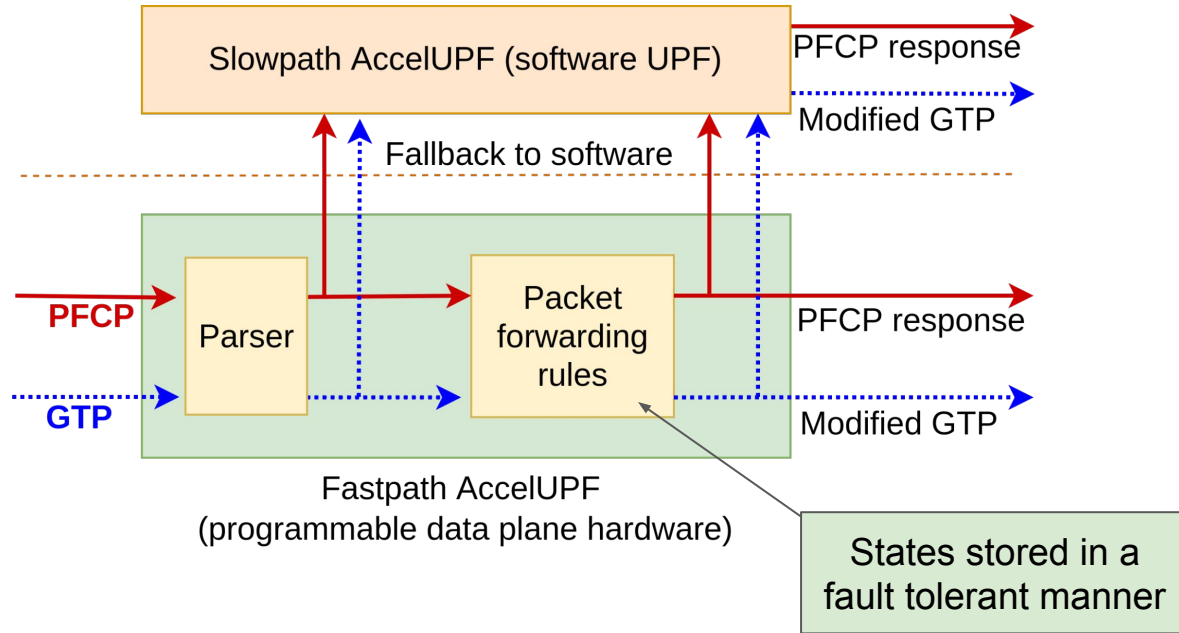 Slowpath AccelUPF (software UPF)
PFCP response
Modified GTP
Fallback to software
PFCP
Parser
Packet
forwarding
rules
PFCP response
GTP
Modified GTP
Fastpath AccelUPF
(programmable data plane hardware)
States stored in a
fault tolerant manner